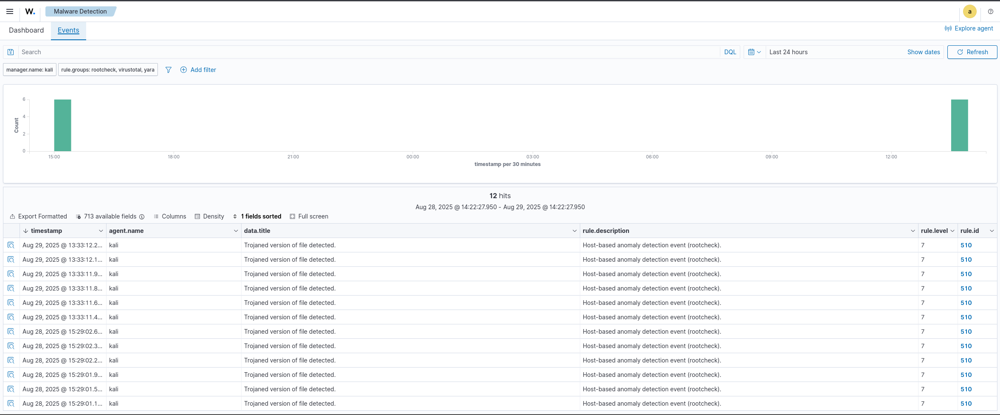 W. Malware Detection a
Dashboard Events Explore agent
Search DQL Last 24 hours Show dates Refresh
manager.name: kali rule.groups: rootcheck, virustotal, yara Add filter
6
4
2
0
Count
15:00 18:00 21:00 00:00 03:00 06:00 09:00 12:00
timestamp per 30 minutes
12 hits
Aug 28, 2025 @ 14:22:27.950 - Aug 29, 2025 @ 14:22:27.950
Export Formatted 713 available fields Columns Density 1 fields sorted Full screen
timestamp agent.name data.title rule.description rule.level rule.id
Aug 29, 2025 @ 13:33:12.2... kali Trojaned version of file detected. Host-based anomaly detection event (rootcheck). 7 510
Aug 29, 2025 @ 13:33:12.1... kali Trojaned version of file detected. Host-based anomaly detection event (rootcheck). 7 510
Aug 29, 2025 @ 13:33:11.9... kali Trojaned version of file detected. Host-based anomaly detection event (rootcheck). 7 510
Aug 29, 2025 @ 13:33:11.8... kali Trojaned version of file detected. Host-based anomaly detection event (rootcheck). 7 510
Aug 29, 2025 @ 13:33:11.6... kali Trojaned version of file detected. Host-based anomaly detection event (rootcheck). 7 510
Aug 29, 2025 @ 13:33:11.4... kali Trojaned version of file detected. Host-based anomaly detection event (rootcheck). 7 510
Aug 28, 2025 @ 15:29:02.6... kali Trojaned version of file detected. Host-based anomaly detection event (rootcheck). 7 510
Aug 28, 2025 @ 15:29:02.3... kali Trojaned version of file detected. Host-based anomaly detection event (rootcheck). 7 510
Aug 28, 2025 @ 15:29:02.2... kali Trojaned version of file detected. Host-based anomaly detection event (rootcheck). 7 510
Aug 28, 2025 @ 15:29:01.9... kali Trojaned version of file detected. Host-based anomaly detection event (rootcheck). 7 510
Aug 28, 2025 @ 15:29:01.5... kali Trojaned version of file detected. Host-based anomaly detection event (rootcheck). 7 510
Aug 28, 2025 @ 15:29:01.1... kali Trojaned version of file detected. Host-based anomaly detection event (rootcheck). 7 510